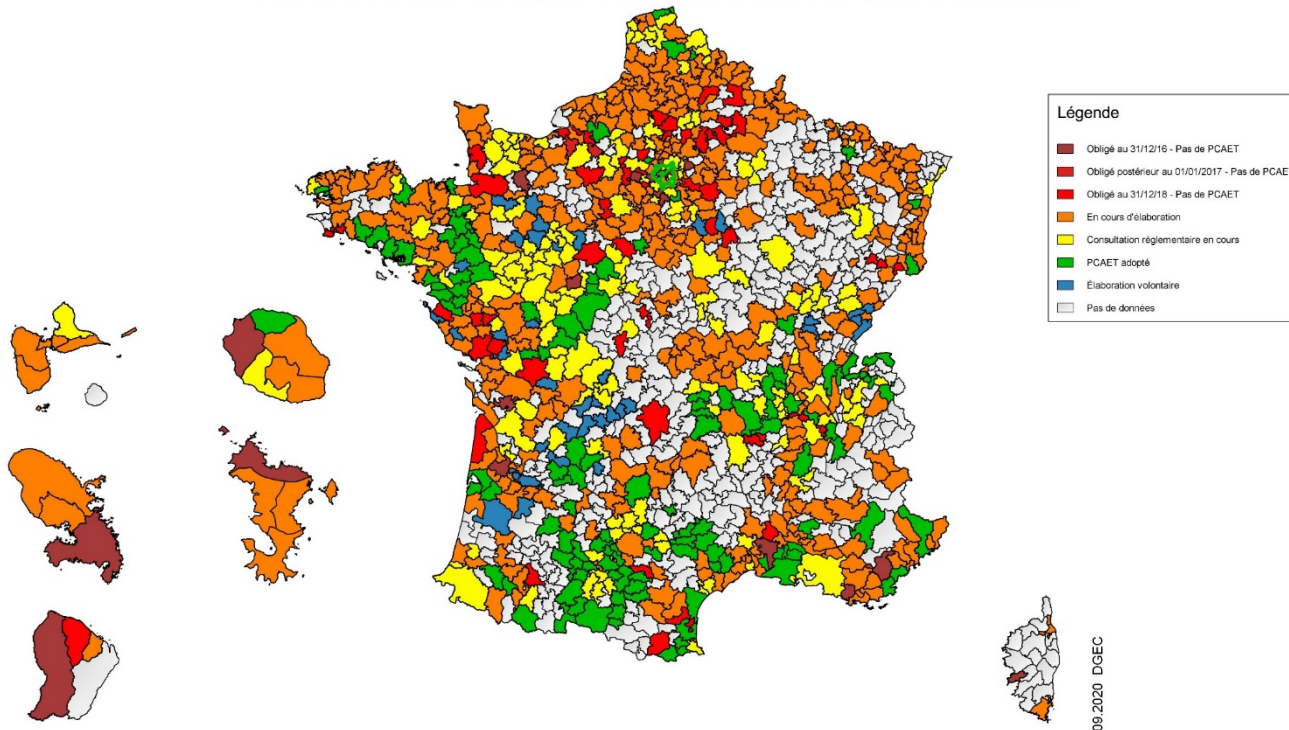 Légende
Obligé au 31/12/16 - Pas de PCAET
Obligé postérieur au 01/01/2017 - Pas de PCAE
Obligé au 31/12/18 - Pas de PCAET
En cours d'élaboration
Consultation réglementaire en cours
PCAET adopté
Élaboration volontaire
Pas de données
09.2020 DGEC